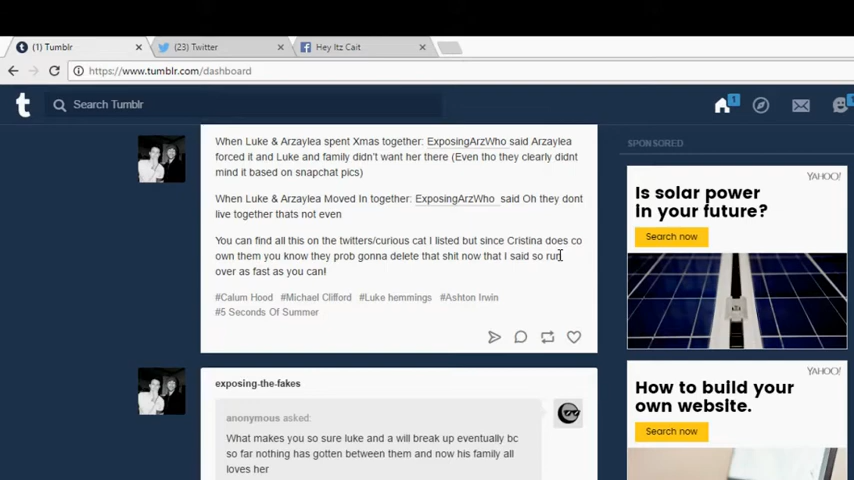 (1) Tumblr
(23) Twitter
Hey Itz Cait
https://www.tumblr.com/dashboard
t
Search Tumblr
1
1
When Luke & Arzaylea spent Xmas together: ExposingArzWho said Arzaylea
forced it and Luke and family didn't want her there (Even tho they clearly didnt
mind it based on snapchat pics)
When Luke & Arzaylea Moved In together: ExposingArzWho said Oh they dont
live together thats not even
You can find all this on the twitters/curious cat I listed but since Cristina does co
own them you know they prob gonna delete that shit now that I said so run
over as fast as you can!
#Calum Hood #Michael Clifford #Luke hemmings #Ashton Irwin
#5 Seconds Of Summer
exposing-the-fakes
anonymous asked:
What makes you so sure luke and a will break up eventually bc
so far nothing has gotten between them and now his family all
loves her
SPONSORED
YAHOO!
Is solar power
in your future?
Search now
YAHOO!
How to build your
own website.
Search now